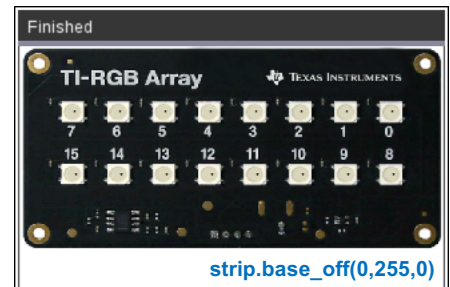 Finished
TI-RGB Array
TEXAS INSTRUMENTS
7 6 5 4 3 2 1 0
15 14 13 12 11 10 9 8
strip.base_off(0,255,0)